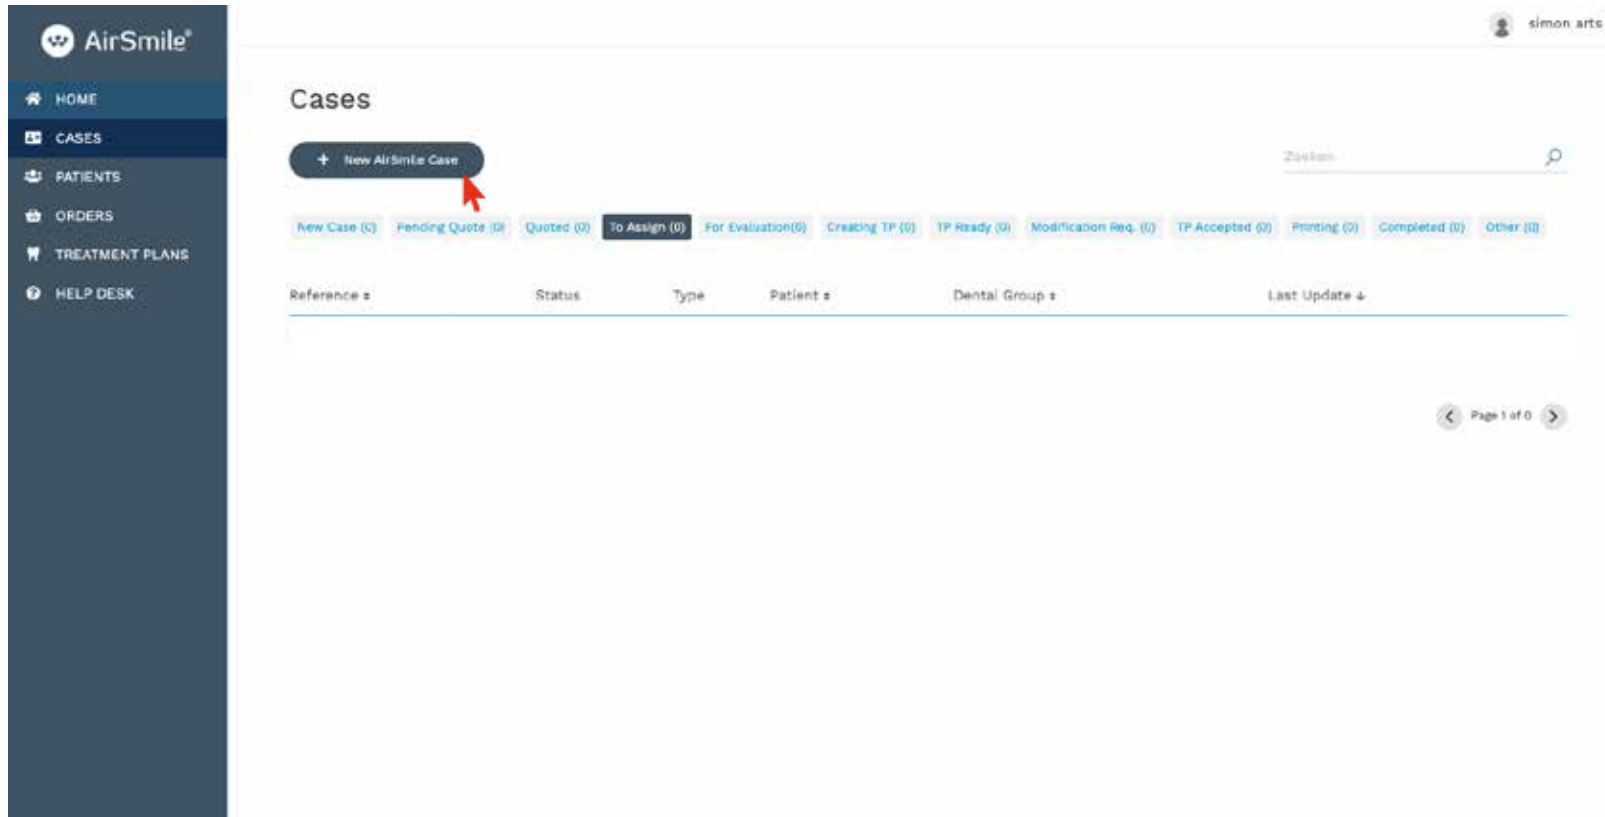 AirSmile®
simon arts
HOME
CASES
PATIENTS
ORDERS
TREATMENT PLANS
HELP DESK
Cases
+ New AirSmile Case
Zoeken
New Case (0) Pending Quote (0) Quoted (0) To Assign (0) For Evaluation(0) Creating TP (0) TP Ready (0) Modification Req. (0) TP Accepted (0) Printing (0) Completed (0) Other (0)
Reference Status Type Patient Dental Group Last Update
Page 1 of 0